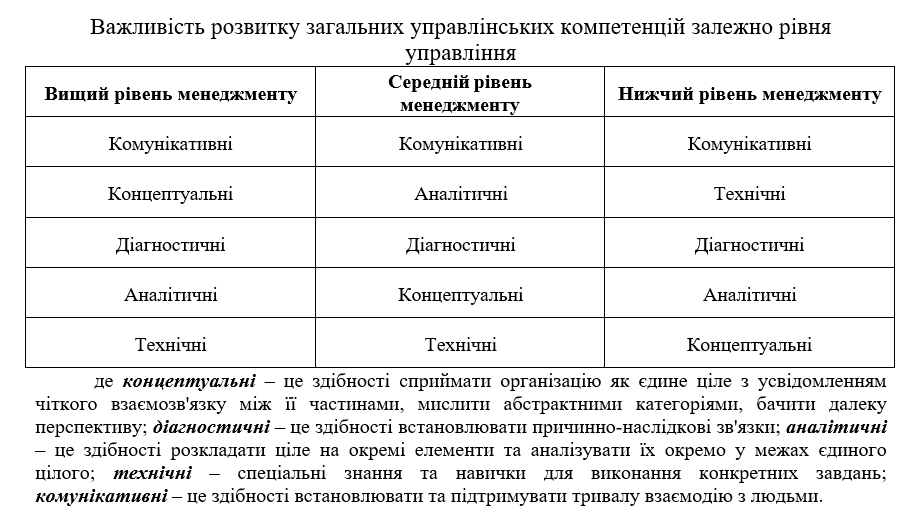 Важливість розвитку загальних управлінських компетенцій залежно рівня
управління
Вищий рівень менеджменту
Середній рівень
менеджменту
Нижчий рівень менеджменту
Комунікативні
Комунікативні
Комунікативні
Концептуальні
Аналітичні
Технічні
Діагностичні
Діагностичні
Діагностичні
Аналітичні
Концептуальні
Аналітичні
Технічні
Технічні
Концептуальні
де концептуальні – це здібності сприймати організацію як єдине ціле з усвідомленням
чіткого взаємозв'язку між її частинами, мислити абстрактними категоріями, бачити далеку
перспективу; діагностичні – це здібності встановлювати причинно-наслідкові зв'язки; аналітичні
– це здібності розкладати ціле на окремі елементи та аналізувати їх окремо у межах єдиного
цілого; технічні – спеціальні знання та навички для виконання конкретних завдань;
комунікативні – це здібності встановлювати та підтримувати тривалу взаємодію з людьми.